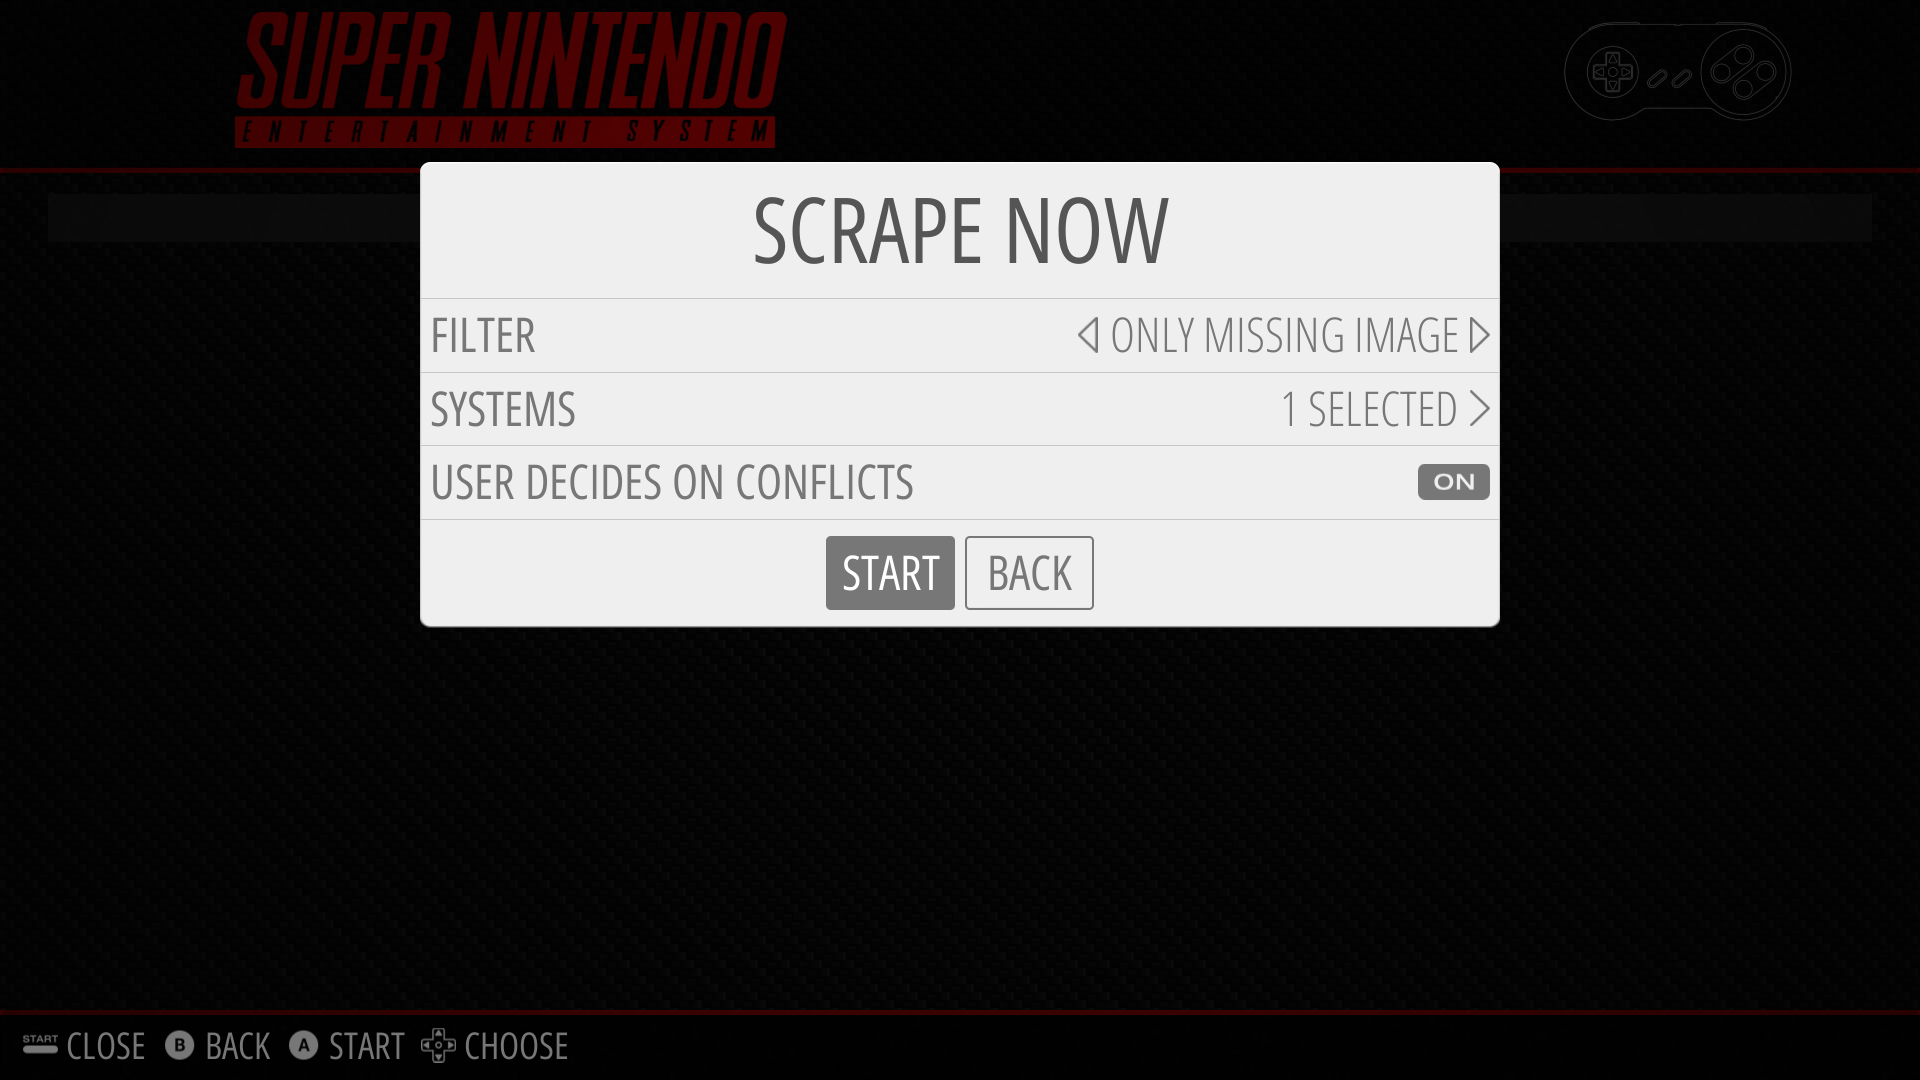 SUPER NINTENDO
ENTERTAINMENT SYSTEM
SCRAPE NOW
FILTER ONLY MISSING IMAGE
SYSTEMS 1 SELECTED
USER DECIDES ON CONFLICTS ON
START BACK
START CLOSE B BACK A START CHOOSE